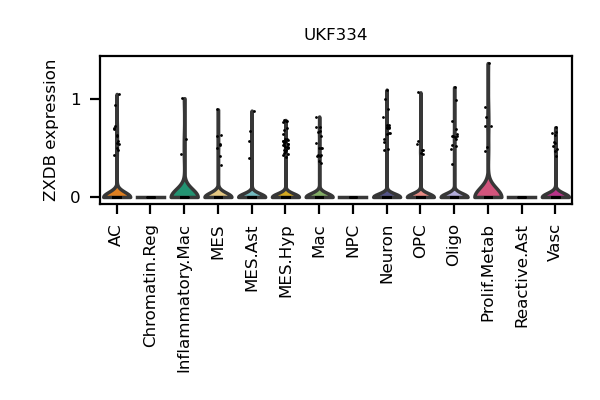 UKF334
ZXDB expression
1
0
AC
Chromatin.Reg
Inflammatory.Mac
MES
MES.Ast
MES.Hyp
Mac
NPC
Neuron
OPC
Oligo
Prolif.Metab
Reactive.Ast
Vasc